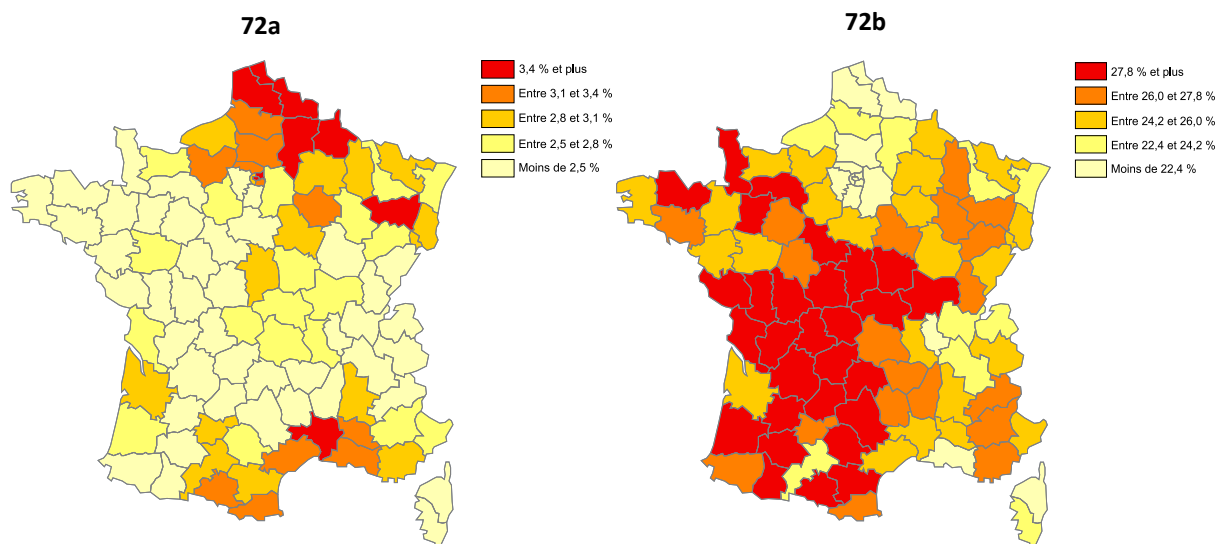 72a
3,4 % et plus
Entre 3,1 et 3,4 %
Entre 2,8 et 3,1 %
Entre 2,5 et 2,8 %
Moins de 2,5 %
72b
27,8 % et plus
Entre 26,0 et 27,8 %
Entre 24,2 et 26,0 %
Entre 22,4 et 24,2 %
Moins de 22,4 %